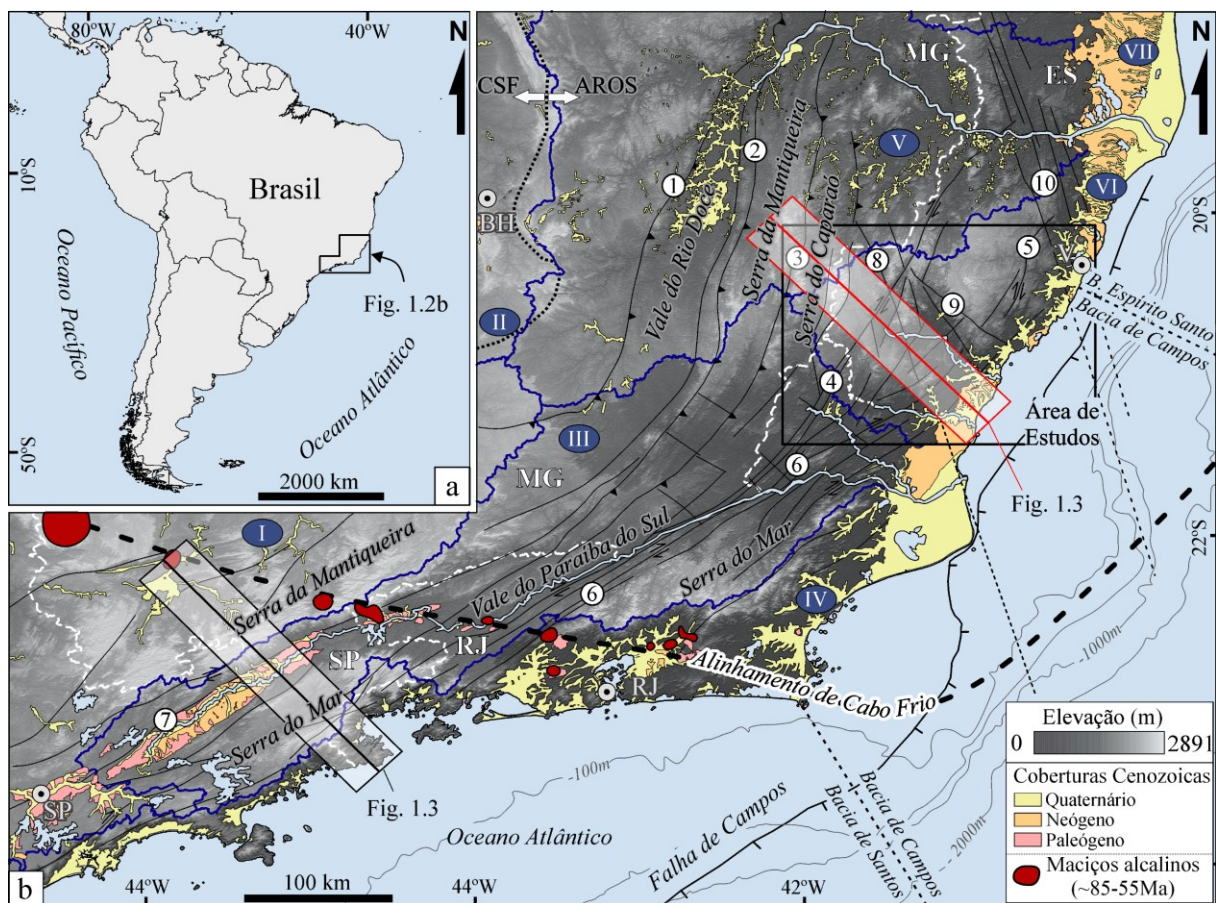 80°W
40°W
N
10°S
50°S
Brasil
Oceano Pacífico
Oceano Atlântico
Fig. 1.2b
2000 km
a
N
CSF
AROS
MG
ES
VII
VI
V
BH
II
III
MG
1
2
3
4
5
6
8
9
10
Vale do Rio Doce
Serra do Mantiqueira
Serra do Caparaó
V
B. Espírito Santo
Bacia de Campos
20°S
22°S
Área de
Estudos
Fig. 1.3
I
Serra da Mantiqueira
Vale do Paraíba do Sul
Serra do Mar
6
IV
RJ
SP
RJ
Alinhamento de Cabo Frio
7
Serra do Mar
SP
Fig. 1.3
-100m
-1000m
-2000m
Oceano Atlântico
Falha de Campos
Bacia de Campos
Bacia de Santos
b
44°W
100 km
44°W
42°W
Elevação (m)
0
2891
Coberturas Cenozoicas
Quaternário
Neógeno
Paleógeno
Maciços alcalinos
(~85-55Ma)